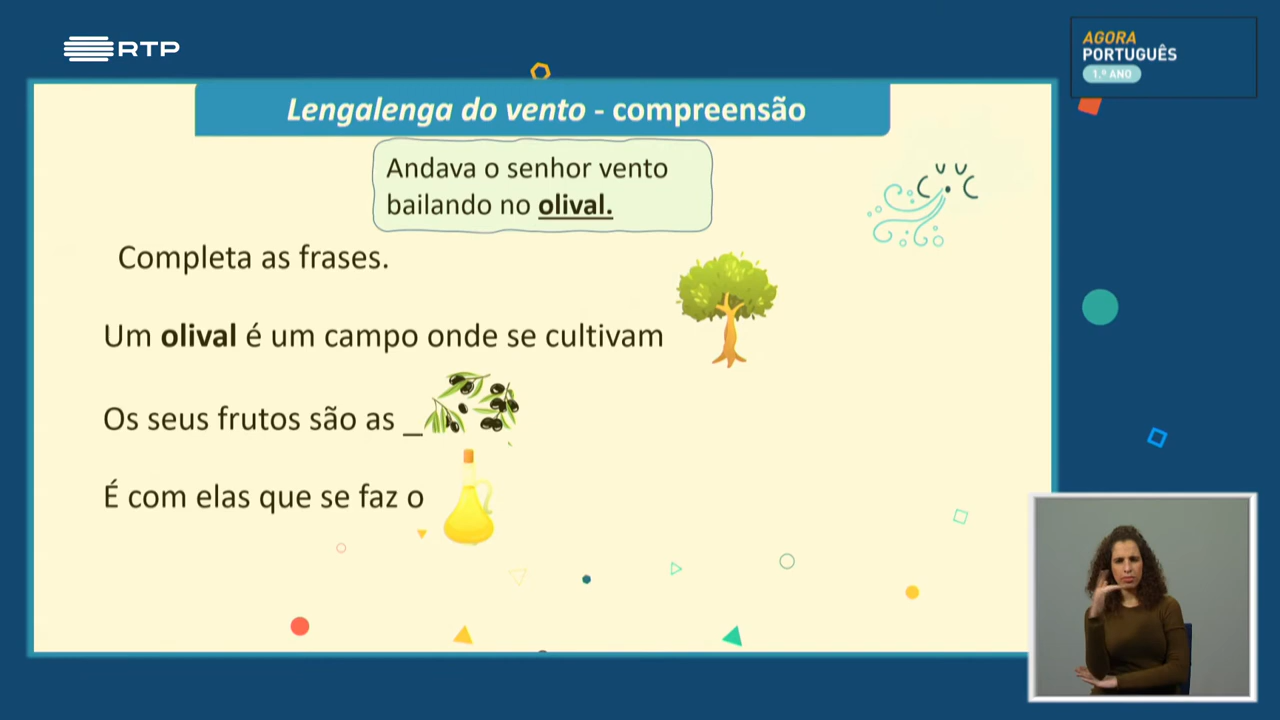 RTP
AGORA
PORTUGUÊS
1.º ANO
Lengalenga do vento - compreensão
Andava o senhor vento
bailando no olival.
Completa as frases.
Um olival é um campo onde se cultivam
Os seus frutos são as _
É com elas que se faz o